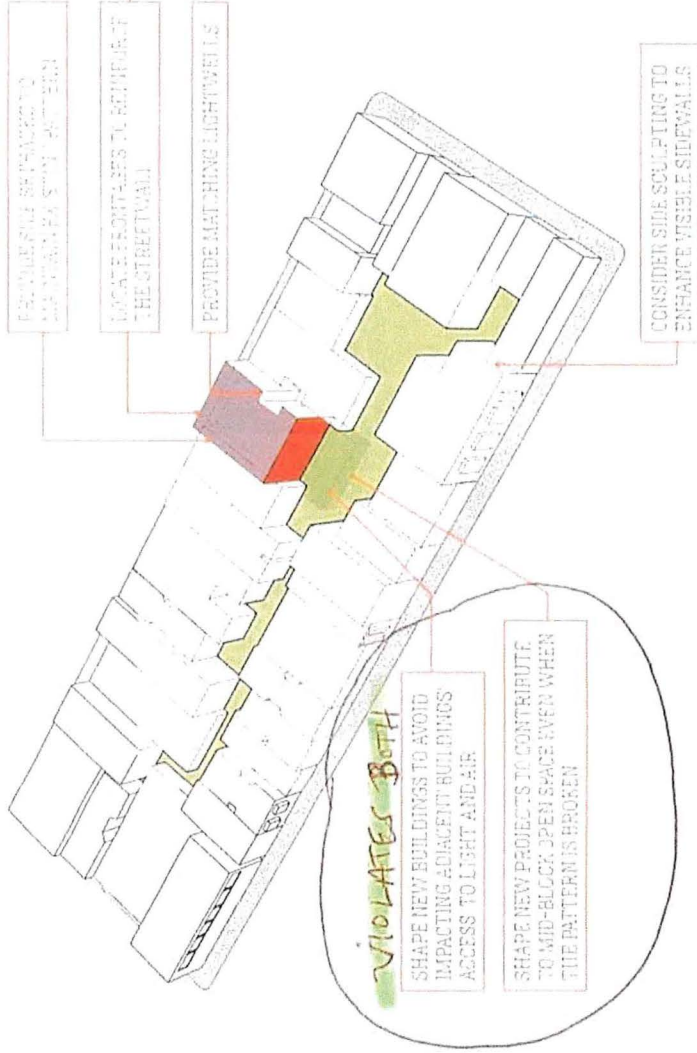 LOCATE FRONTAGES TO REINFORCE
THE STREETWALL
PROVIDE MATCHING LIGHTWELLS
VIOLATES BOTH
SHAPE NEW BUILDINGS TO AVOID
IMPACTING ADJACENT BUILDINGS'
ACCESS TO LIGHT AND AIR
SHAPE NEW PROJECTS TO CONTRIBUTE
TO MID-BLOCK OPEN SPACE EVEN WHEN
THE PATTERN IS BROKEN
CONSIDER SIDE SCULPTING TO
ENHANCE VISIBLE SIDEWALLS